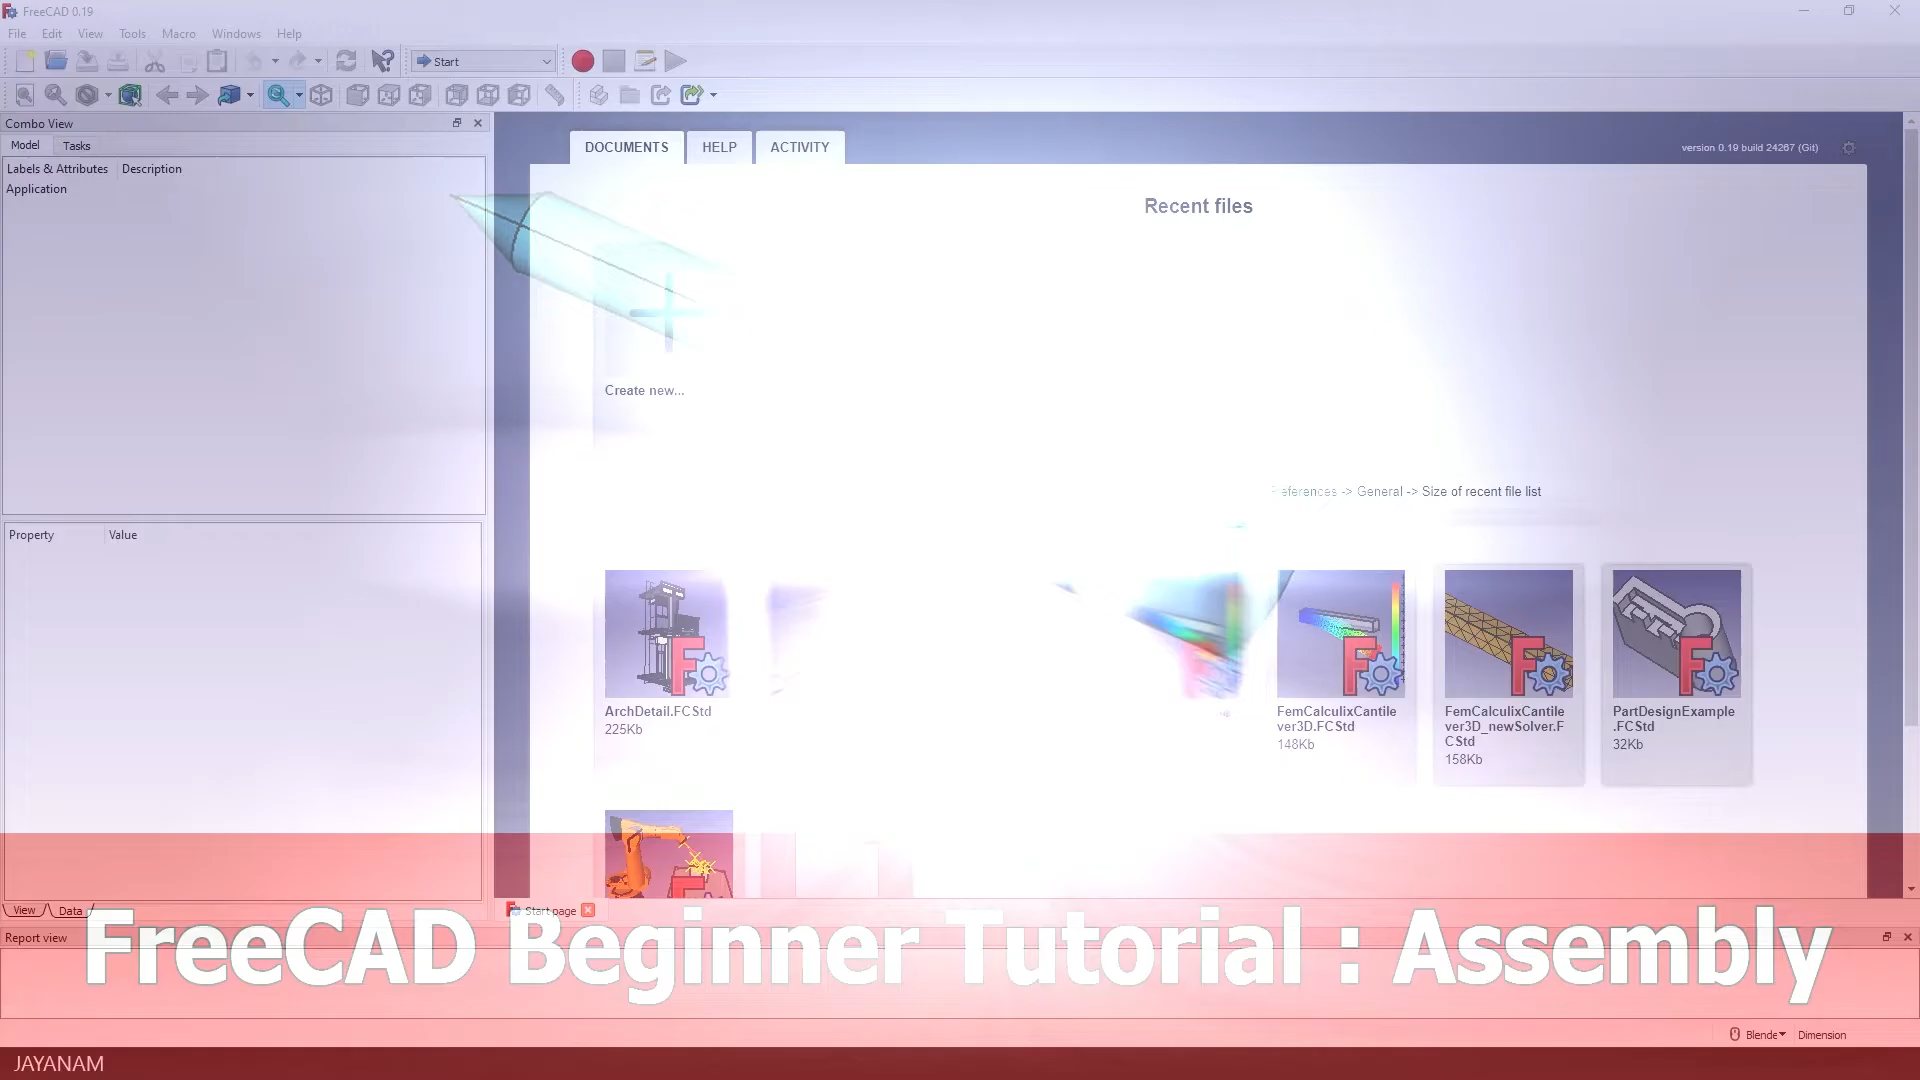 FreeCAD 0.19
File Edit View Tools Macro Windows Help
Start
Combo View
Model Tasks
Labels & Attributes Description
Application
Property Value
View Data
Report view
DOCUMENTS HELP ACTIVITY
version 0.19 build 24267 (Git)
Recent files
Create new...
eferences -> General -> Size of recent file list
ArchDetail.FCStd
225Kb
FemCalculixCantile
ver3D.FCStd
148Kb
FemCalculixCantile
ver3D_newSolver.F
CStd
158Kb
PartDesignExample
.FCStd
32Kb
Start page
FreeCAD Beginner Tutorial : Assembly
Blende Dimension
JAYANAM